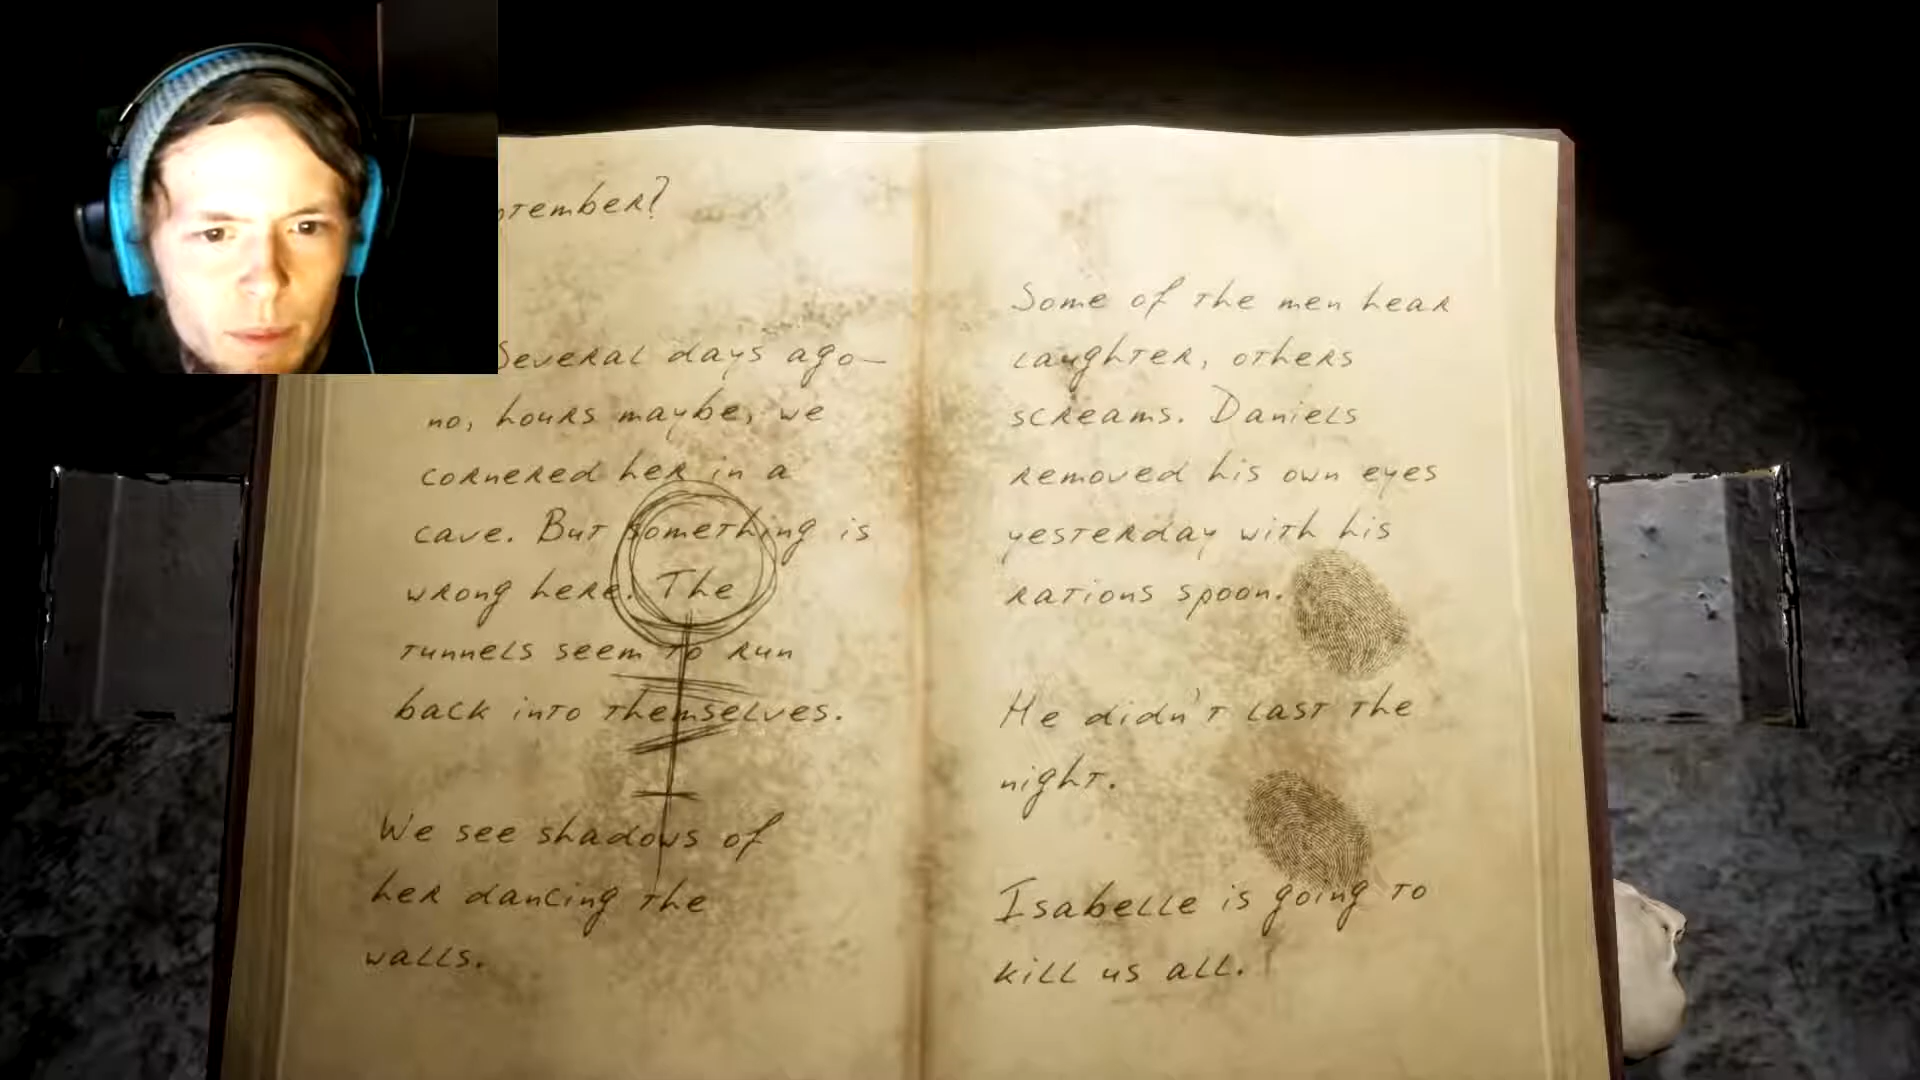 Several days ago—
no, hours maybe, we
cornered her in a
cave. But something is
wrong here. The
tunnels seem to run
back into themselves.
We see shadows of
her dancing the
walls.
Some of the men hear
laughter, others
screams. Daniels
removed his own eyes
yesterday with his
rations spoon.
He didn't last the
night.
Isabelle is going to
kill us all.